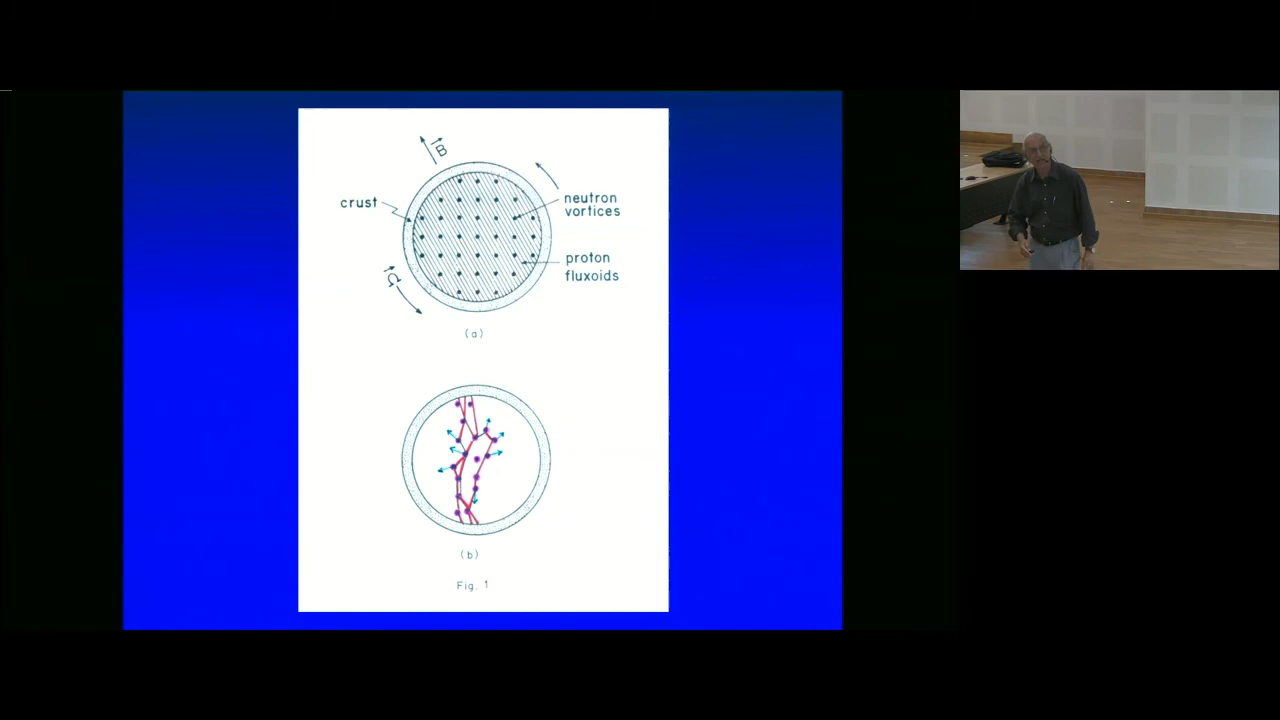 B
crust
neutron
vortices
proton
fluxoids
Ω
(a)
(b)
Fig. 1